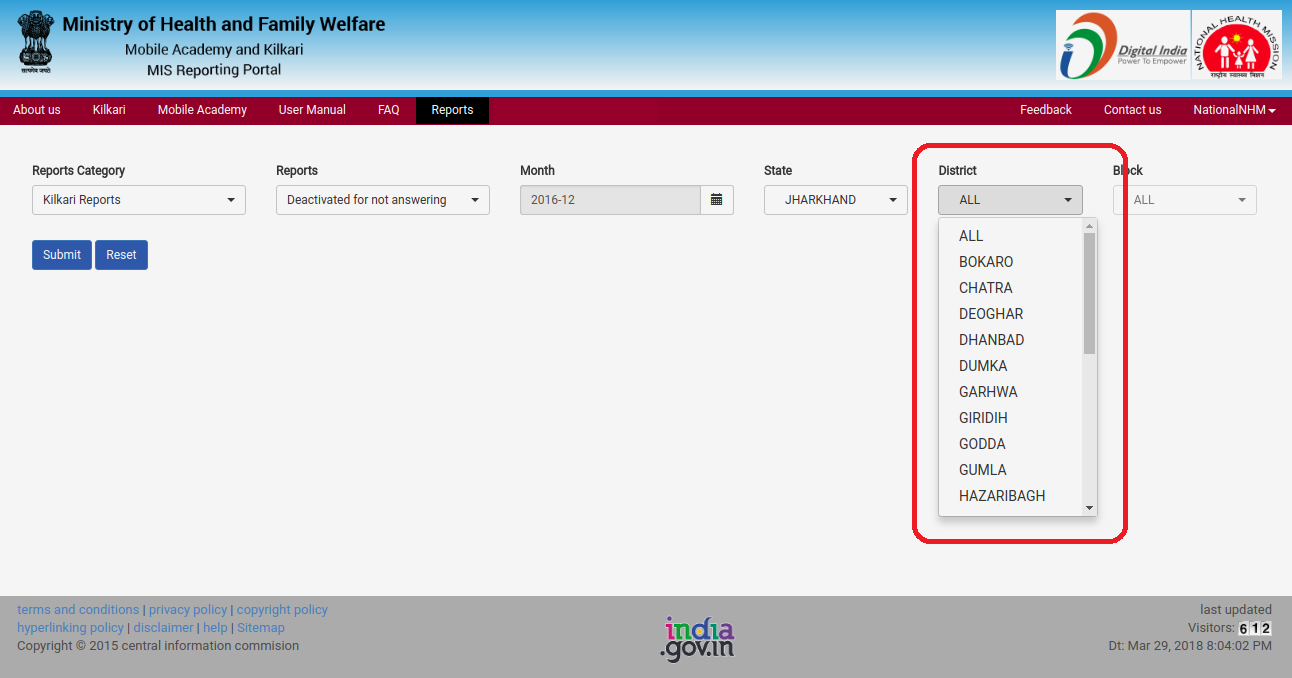 Ministry of Health and Family Welfare
Mobile Academy and Kilkari
MIS Reporting Portal
सत्यमेव जयते
Digital India
Power To Empower
NATIONAL HEALTH MISSION
राष्ट्रीय स्वास्थ्य मिशन
About us Kilkari Mobile Academy User Manual FAQ Reports Feedback Contact us NationalNHM
Reports Category Reports Month State District Block
Kilkari Reports Deactivated for not answering 2016-12 JHARKHAND ALL ALL
Submit Reset
ALL
BOKARO
CHATRA
DEOGHAR
DHANBAD
DUMKA
GARHWA
GIRIDIH
GODDA
GUMLA
HAZARIBAGH
terms and conditions | privacy policy | copyright policy
hyperlinking policy | disclaimer | help | Sitemap
Copyright © 2015 central information commision
india
.gov.in
last updated
Visitors: 612
Dt: Mar 29, 2018 8:04:02 PM